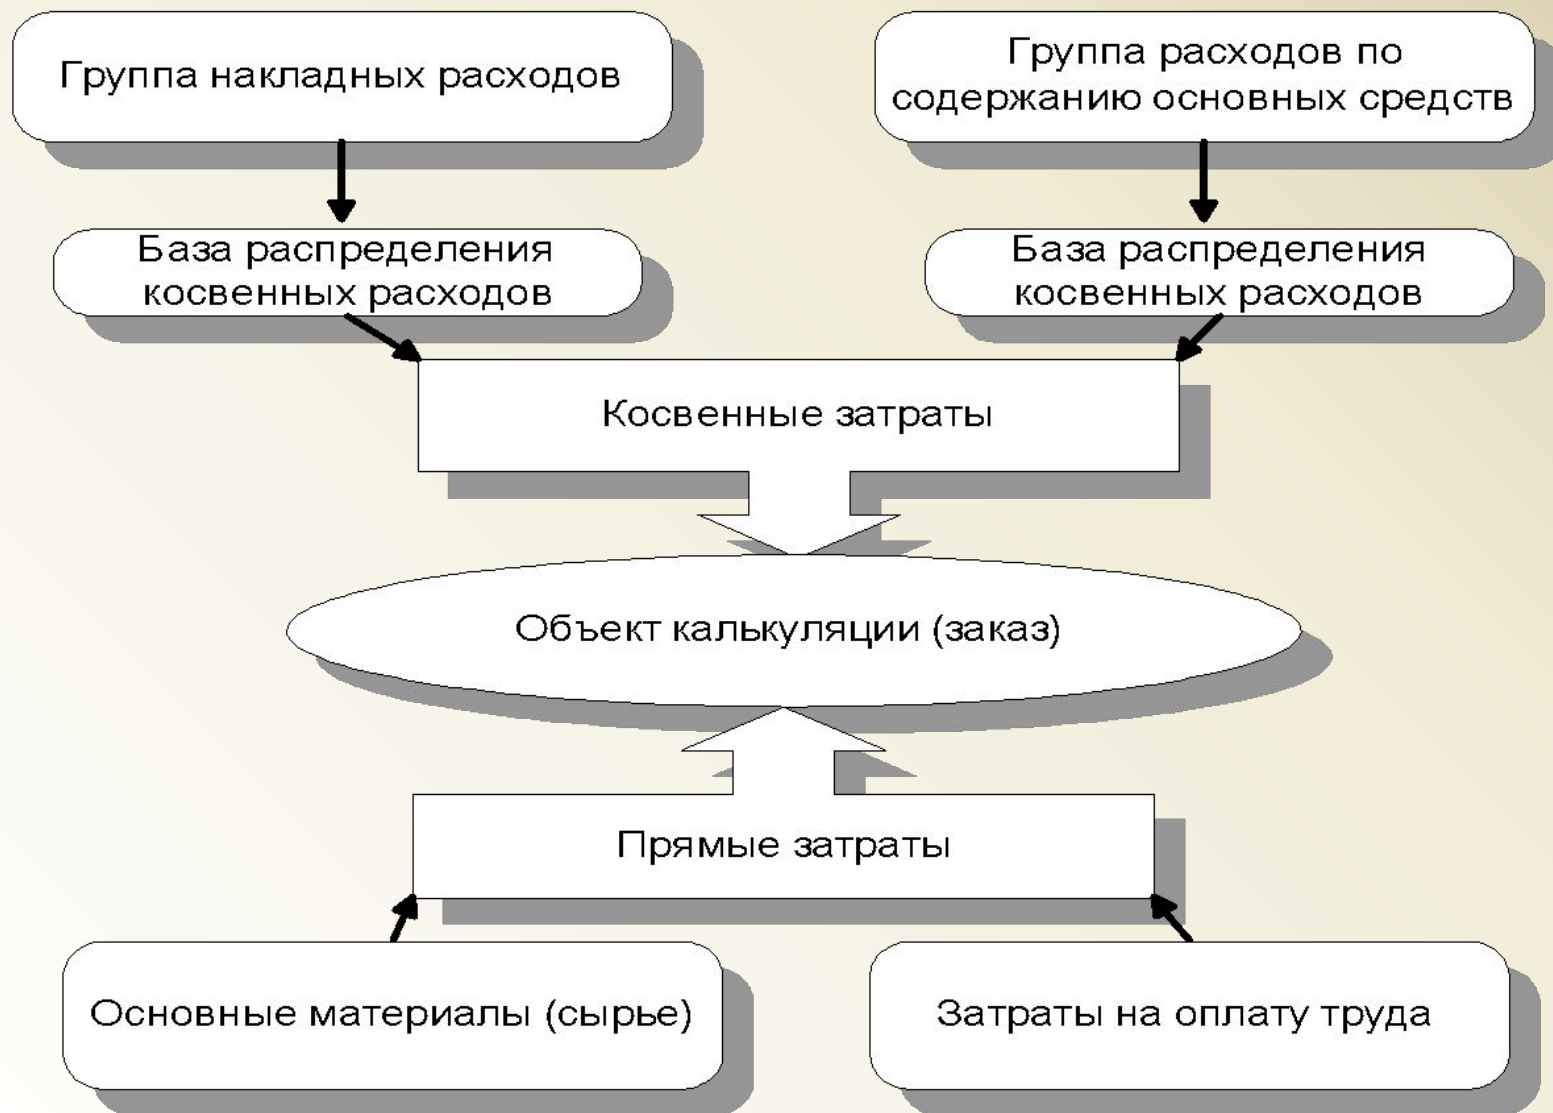 Группа накладных расходов
Группа расходов по
содержанию основных средств
База распределения
косвенных расходов
База распределения
косвенных расходов
Косвенные затраты
Объект калькуляции (заказ)
Прямые затраты
Основные материалы (сырье)
Затраты на оплату труда